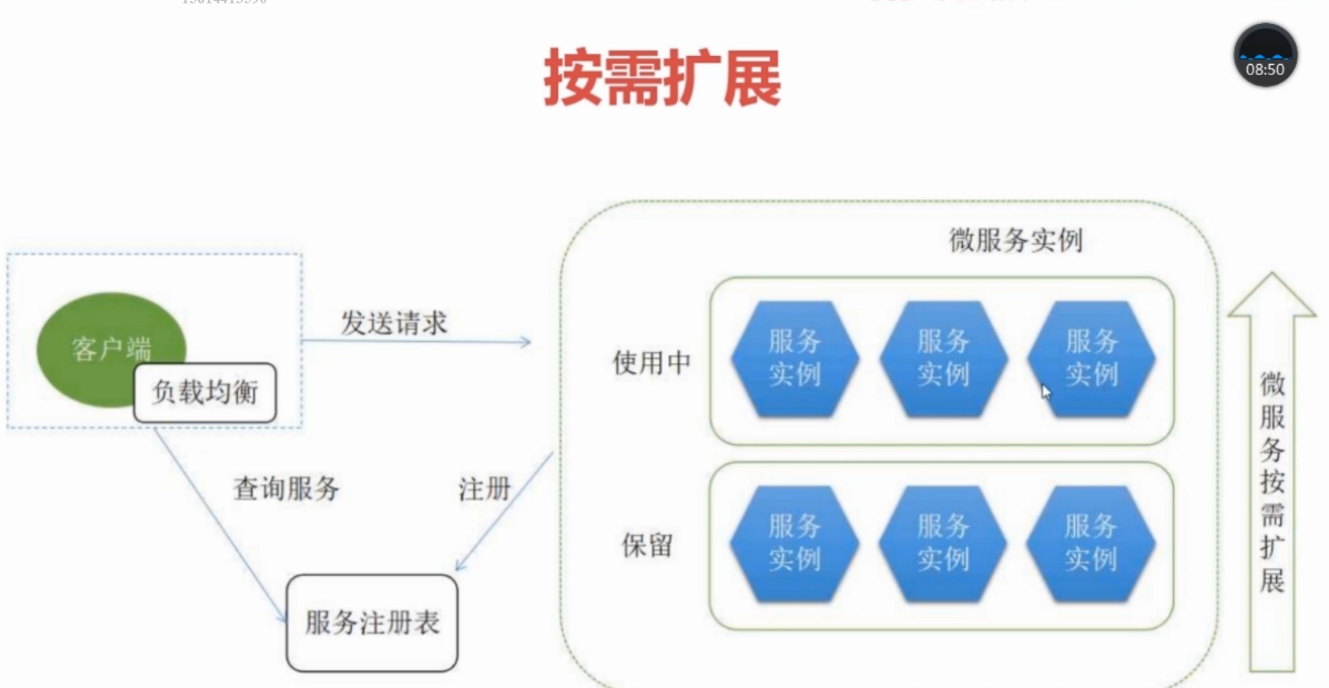 按需扩展
08:50
微服务实例
客户端
负载均衡
发送请求
使用中
服务
实例
服务
实例
服务
实例
查询服务
注册
保留
服务
实例
服务
实例
服务
实例
服务注册表
微
服
务
按
需
扩
展